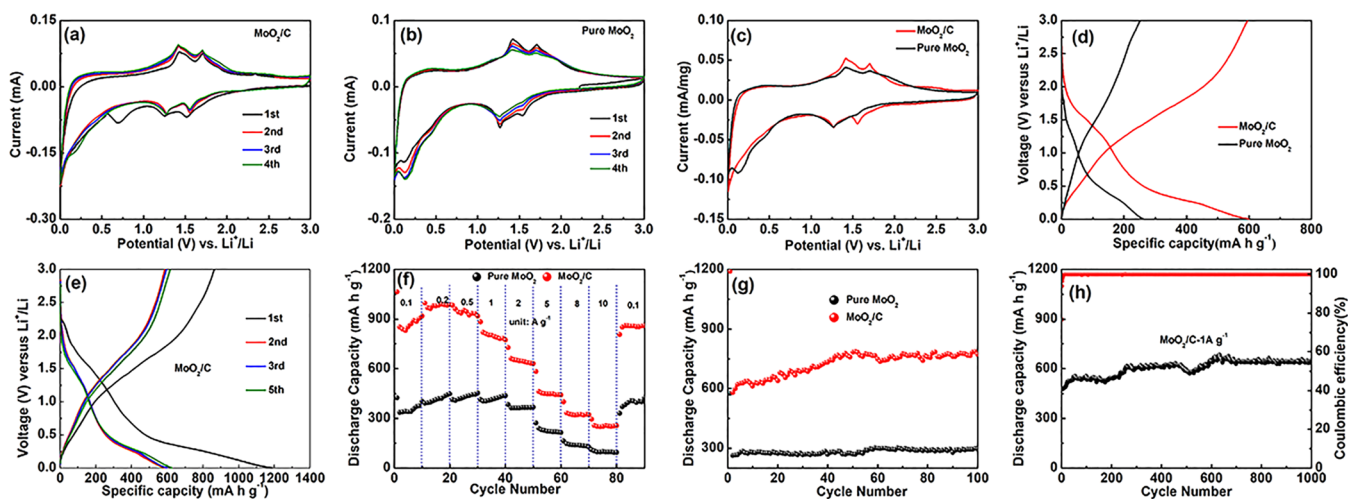 (a)
MoO₂/C
0.15
0.00
-0.15
-0.30
Current (mA)
1st
2nd
3rd
4th
0.0 0.5 1.0 1.5 2.0 2.5 3.0
Potential (V) vs. Li⁺/Li
(b)
Pure MoO₂
0.1
0.0
-0.1
-0.2
Current (mA)
1st
2nd
3rd
4th
0.0 0.5 1.0 1.5 2.0 2.5 3.0
Potential (V) vs. Li⁺/Li
(c)
MoO₂/C
Pure MoO₂
0.10
0.05
0.00
-0.05
-0.10
-0.15
Current (mA/mg)
0.0 0.5 1.0 1.5 2.0 2.5 3.0
Potential (V) vs. Li⁺/Li
(d)
3.0
2.5
2.0
1.5
1.0
0.5
0.0
Voltage (V) versus Li⁺/Li
MoO₂/C
Pure MoO₂
0 200 400 600 800
Specific capcity(mA h g⁻¹)
(e)
3.0
2.5
2.0
1.5
1.0
0.5
0.0
Voltage (V) versus Li⁺/Li
MoO₂/C
1st
2nd
3rd
5th
0 200 400 600 800 1000 1200 1400
Specific capcity (mA h g⁻¹)
(f)
Pure MoO₂ MoO₂/C
1200
900
600
300
0
Discharge Capacity (mA h g⁻¹)
0.1 0.2 0.5 1 2 5 8 10 0.1
unit: A g⁻¹
0 20 40 60 80
Cycle Number
(g)
Pure MoO₂
MoO₂/C
1200
900
600
300
Discharge Capacity (mA h g⁻¹)
0 20 40 60 80 100
Cycle Number
(h)
MoO₂/C-1A g⁻¹
1200
900
600
300
0
Discharge Capacity (mA h g⁻¹)
100
90
80
70
60
50
40
30
20
10
0
Coulombic efficiency(%)
0 200 400 600 800 1000
Cycle Number